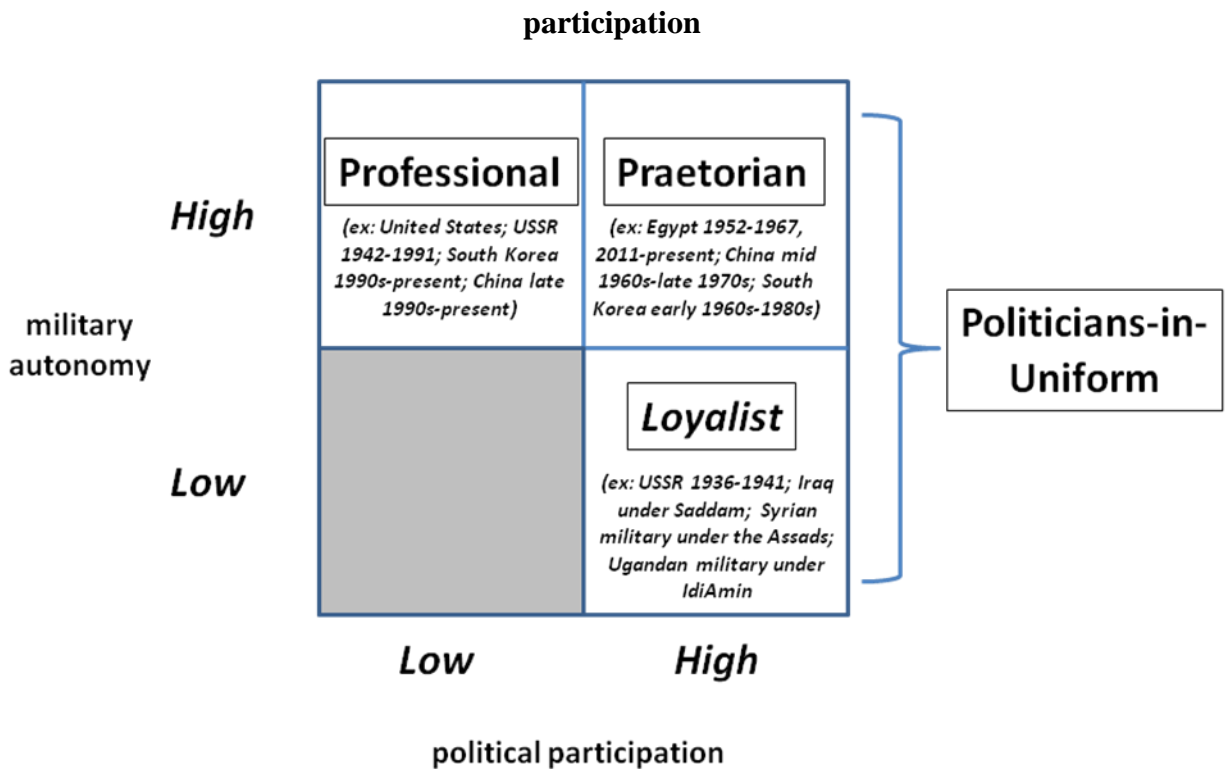 participation
Professional
(ex: United States; USSR
1942-1991; South Korea
1990s-present; China late
1990s-present)
Praetorian
(ex: Egypt 1952-1967,
2011-present; China mid
1960s-late 1970s; South
Korea early 1960s-1980s)
High
military
autonomy
Politicians-in-
Uniform
Low
Loyalist
(ex: USSR 1936-1941; Iraq
under Saddam; Syrian
military under the Assads;
Ugandan military under
IdiAmin
Low
High
political participation